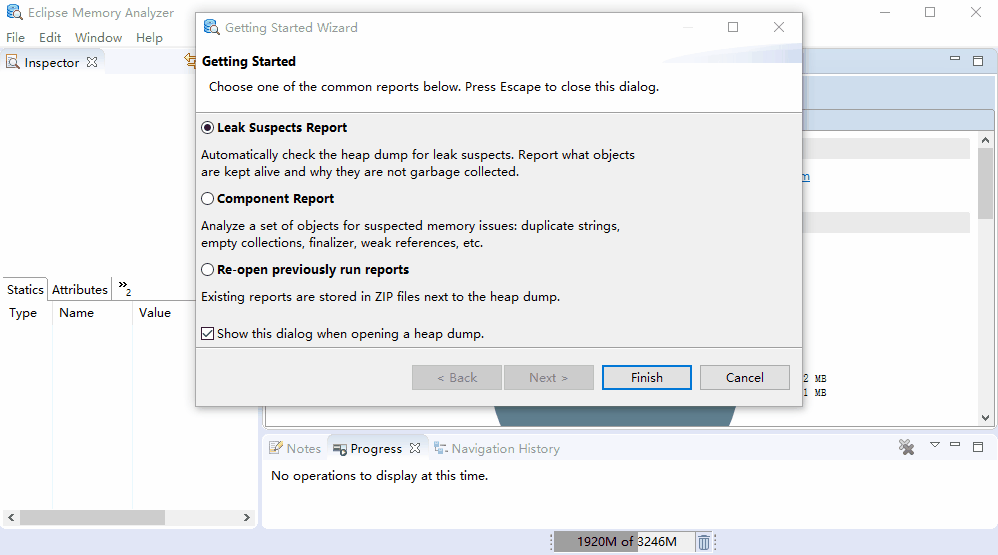 Eclipse Memory Analyzer
File Edit Window Help
Inspector
Getting Started Wizard
Getting Started
Choose one of the common reports below. Press Escape to close this dialog.
Leak Suspects Report
Automatically check the heap dump for leak suspects. Report what objects
are kept alive and why they are not garbage collected.
Component Report
Analyze a set of objects for suspected memory issues: duplicate strings,
empty collections, finalizer, weak references, etc.
Re-open previously run reports
Existing reports are stored in ZIP files next to the heap dump.
Show this dialog when opening a heap dump.
< Back Next > Finish Cancel
Statics Attributes »2
Type Name Value
m
2 MB
1 MB
Notes Progress Navigation History
No operations to display at this time.
1920M of 3246M